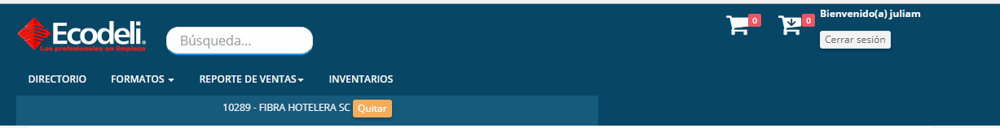 Ecodeli®
Los profesionales en limpieza
Búsqueda...
0
0
Bienvenido(a) juliam
Cerrar sesión
DIRECTORIO FORMATOS REPORTE DE VENTAS INVENTARIOS
10289 - FIBRA HOTELERA SC Quitar